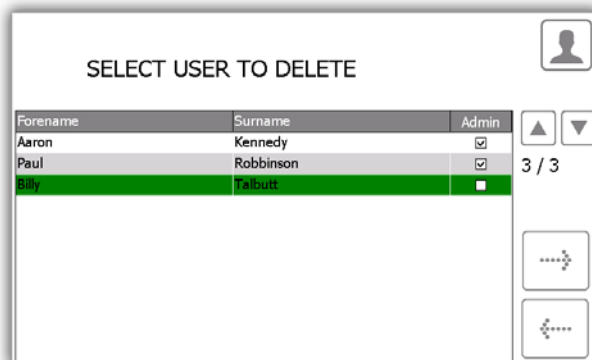 SELECT USER TO DELETE
Forename Surname Admin
Aaron Kennedy
Paul Robbinson
3 / 3
Billy Talbutt